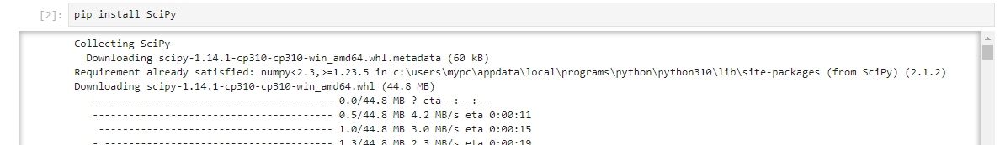 [2]: pip install SciPy
Collecting SciPy
  Downloading scipy-1.14.1-cp310-cp310-win_amd64.whl.metadata (60 kB)
Requirement already satisfied: numpy<2.3,>=1.23.5 in c:\users\mypc\appdata\local\programs\python\python310\lib\site-packages (from SciPy) (2.1.2)
Downloading scipy-1.14.1-cp310-cp310-win_amd64.whl (44.8 MB)
   ---------------------------------------- 0.0/44.8 MB ? eta -:--:--
   ---------------------------------------- 0.5/44.8 MB 4.2 MB/s eta 0:00:11
    --------------------------------------- 1.0/44.8 MB 3.0 MB/s eta 0:00:15
   - -------------------------------------- 1.3/44.8 MB 2.3 MB/s eta 0:00:19